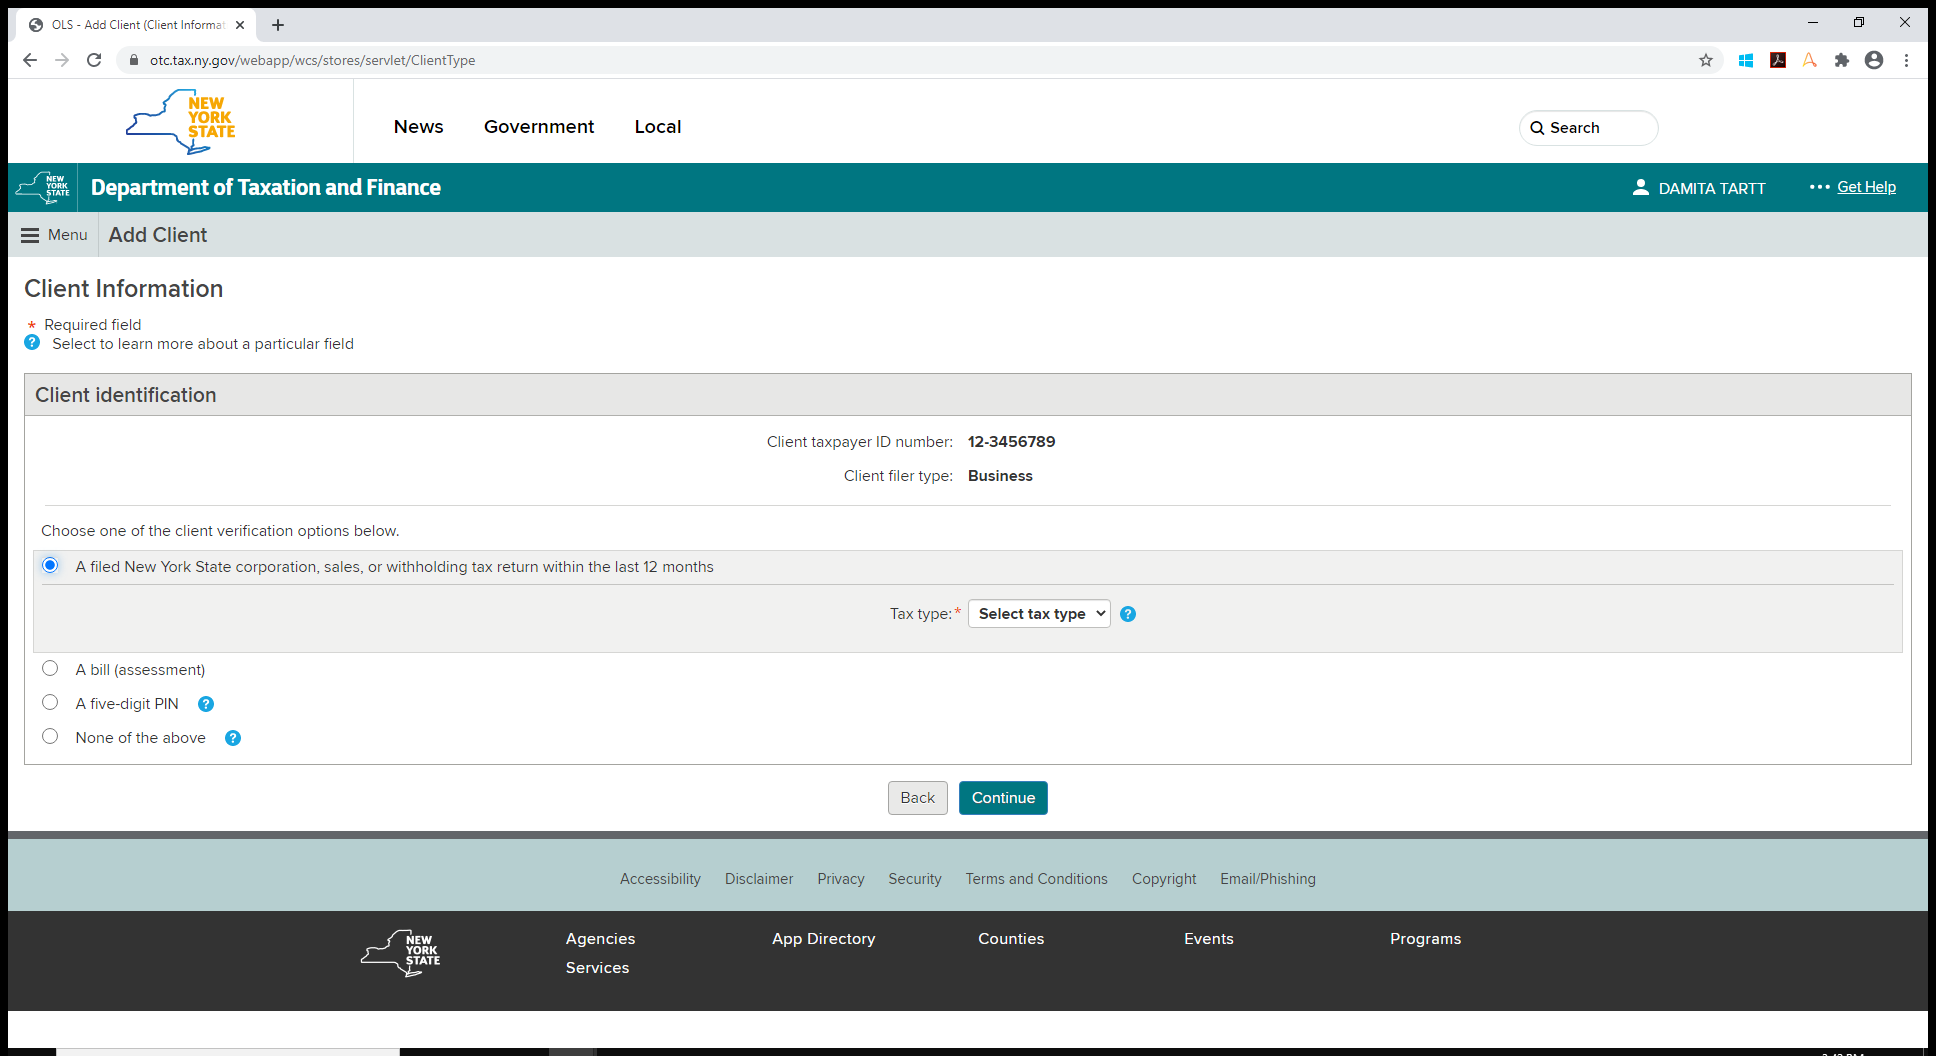 OLS - Add Client (Client Informat
otc.tax.ny.gov/webapp/wcs/stores/servlet/ClientType
NEW
YORK
STATE
News Government Local
Search
NEW
YORK
STATE
Department of Taxation and Finance
DAMITA TARTT
Get Help
Menu
Add Client
Client Information
* Required field
? Select to learn more about a particular field
Client identification
Client taxpayer ID number: 12-3456789
Client filer type: Business
Choose one of the client verification options below.
A filed New York State corporation, sales, or withholding tax return within the last 12 months
Tax type:* Select tax type ?
A bill (assessment)
A five-digit PIN ?
None of the above ?
Back Continue
Accessibility Disclaimer Privacy Security Terms and Conditions Copyright Email/Phishing
NEW
YORK
STATE
Agencies App Directory Counties Events Programs
Services